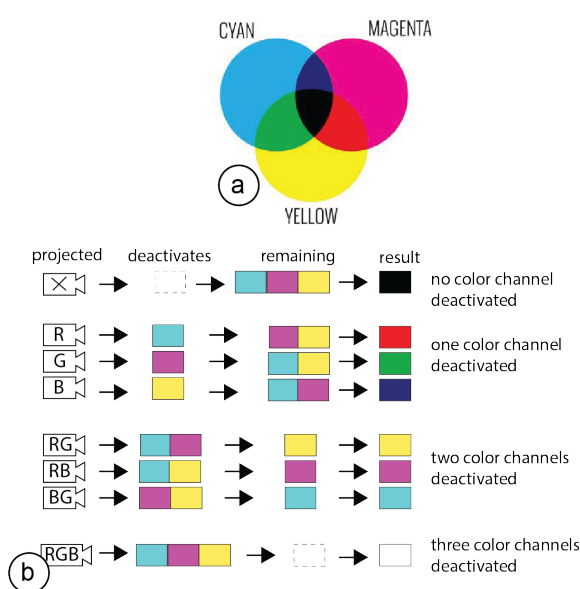 CYAN
MAGENTA
a
YELLOW
projected deactivates remaining result
no color channel
deactivated
R
one color channel
G
deactivated
B
RG
two color channels
RB
deactivated
BG
RGB
three color channels
deactivated
b